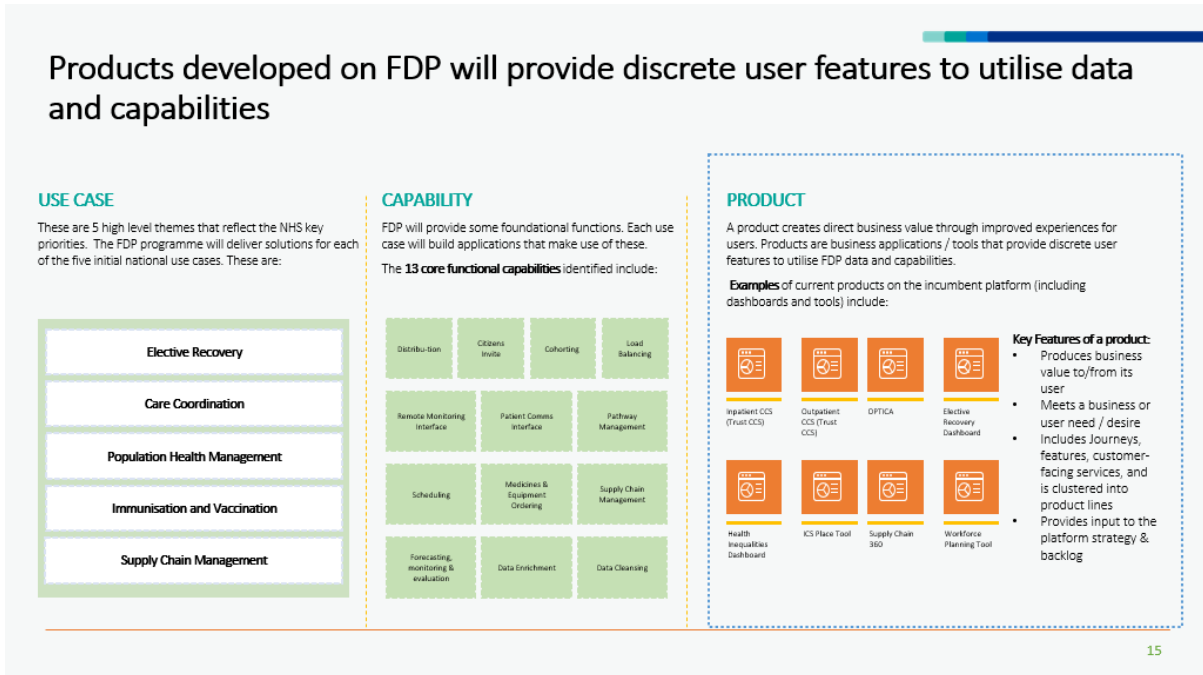 Products developed on FDP will provide discrete user features to utilise data
and capabilities
USE CASE
These are 5 high level themes that reflect the NHS key
priorities. The FDP programme will deliver solutions for each
of the five initial national use cases. These are:
Elective Recovery
Care Coordination
Population Health Management
Immunisation and Vaccination
Supply Chain Management
CAPABILITY
FDP will provide some foundational functions. Each use
case will build applications that make use of these.
The 13 core functional capabilities identified include:
Distribu-tion
Citizens
Invite
Cohorting
Load
Balancing
Remote Monitoring
Interface
Patient Comms
Interface
Pathway
Management
Scheduling
Medicines &
Equipment
Ordering
Supply Chain
Management
Forecasting,
monitoring &
evaluation
Data Enrichment
Data Cleansing
PRODUCT
A product creates direct business value through improved experiences for
users. Products are business applications / tools that provide discrete user
features to utilise FDP data and capabilities.
Examples of current products on the incumbent platform (including
dashboards and tools) include:
Inpatient CCS
(Trust CCS)
Outpatient
CCS (Trust
CCS)
OPTICA
Elective
Recovery
Dashboard
Health
Inequalities
Dashboard
ICS Place Tool
Supply Chain
360
Workforce
Planning Tool
Key Features of a product:
• Produces business
value to/from its
user
• Meets a business or
user need / desire
• Includes Journeys,
features, customer-
facing services, and
is clustered into
product lines
• Provides input to the
platform strategy &
backlog
15